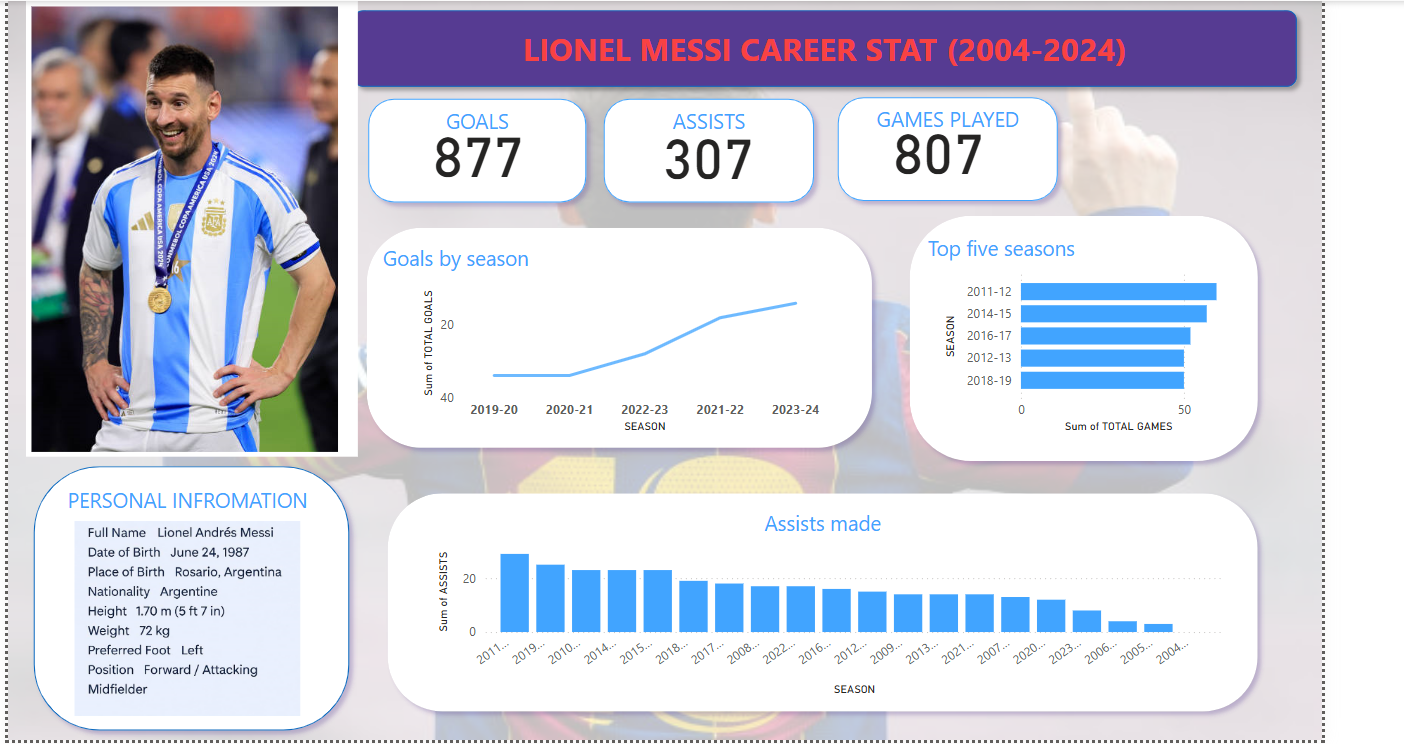 LIONEL MESSI CAREER STAT (2004-2024)
GOALS
877
ASSISTS
307
GAMES PLAYED
807
Goals by season
Sum of TOTAL GOALS
20
40
2019-20 2020-21 2022-23 2021-22 2023-24
SEASON
Top five seasons
SEASON
2011-12
2014-15
2016-17
2012-13
2018-19
0 50
Sum of TOTAL GAMES
PERSONAL INFROMATION
Full Name Lionel Andrés Messi
Date of Birth June 24, 1987
Place of Birth Rosario, Argentina
Nationality Argentine
Height 1.70 m (5 ft 7 in)
Weight 72 kg
Preferred Foot Left
Position Forward / Attacking
Midfielder
Assists made
Sum of ASSISTS
20
0
2011... 2019... 2010... 2014... 2015... 2018... 2017... 2008... 2022... 2016... 2012... 2009... 2013... 2021... 2007... 2020... 2023... 2006... 2005... 2004...
SEASON
COPA AMERICA USA 2024
AFA